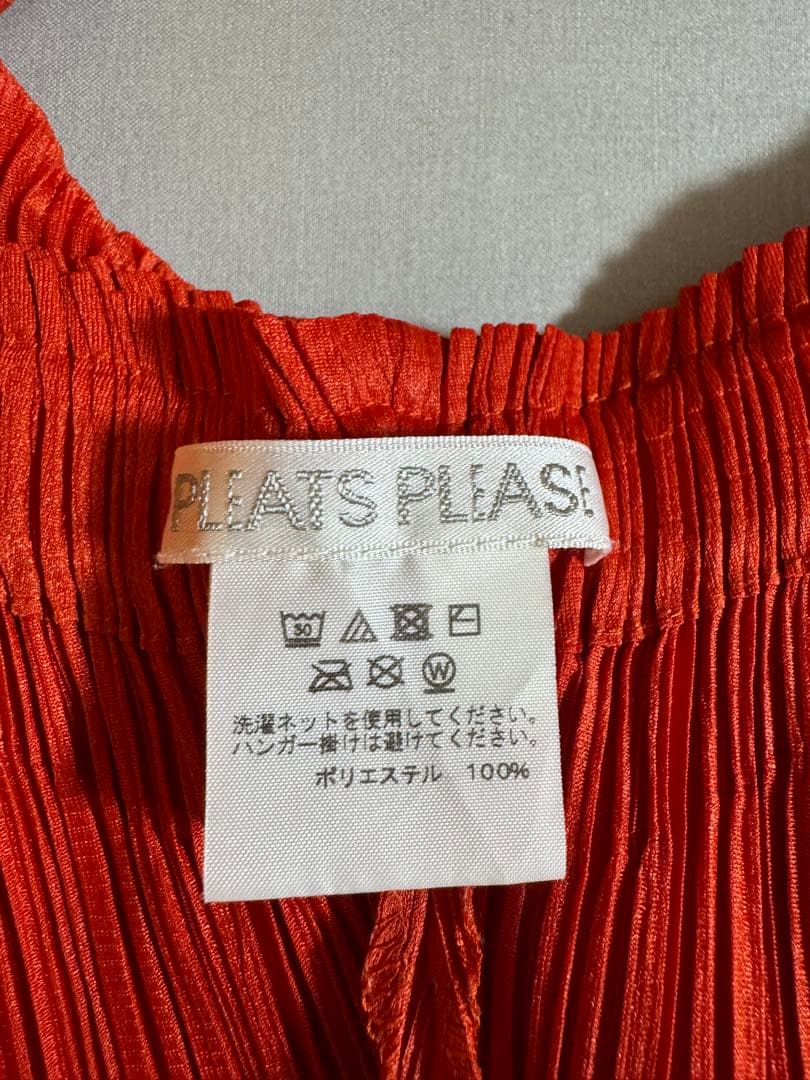 PLEATS PLEASE
30
W
洗濯ネットを使用してください。
ハンガー掛けは避けてください。
ポリエステル 100%